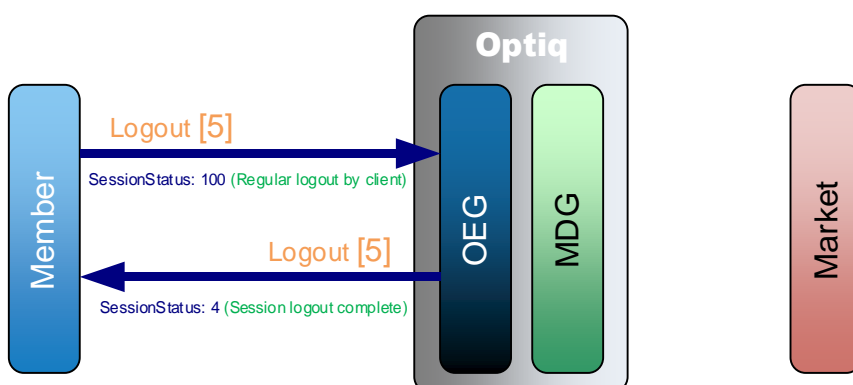 Optiq
Member
Logout [5]
SessionStatus: 100 (Regular logout by client)
Logout [5]
SessionStatus: 4 (Session logout complete)
OEG
MDG
Market